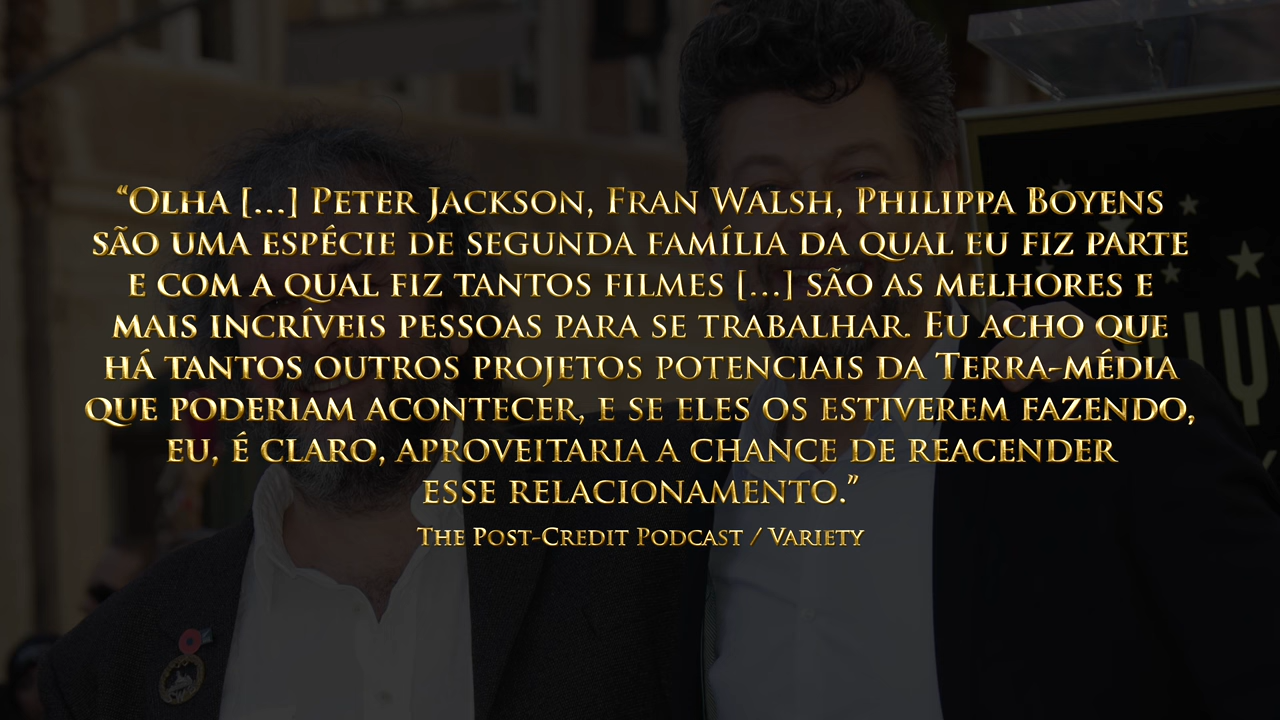 “Olha [...] Peter Jackson, Fran Walsh, Philippa Boyens
são uma espécie de segunda família da qual eu fiz parte
e com a qual fiz tantos filmes [...] são as melhores e
mais incríveis pessoas para se trabalhar. Eu acho que
há tantos outros projetos potenciais da Terra-média
que poderiam acontecer, e se eles os estiverem fazendo,
eu, é claro, aproveitaria a chance de reacender
esse relacionamento.”
The Post-Credit Podcast / Variety